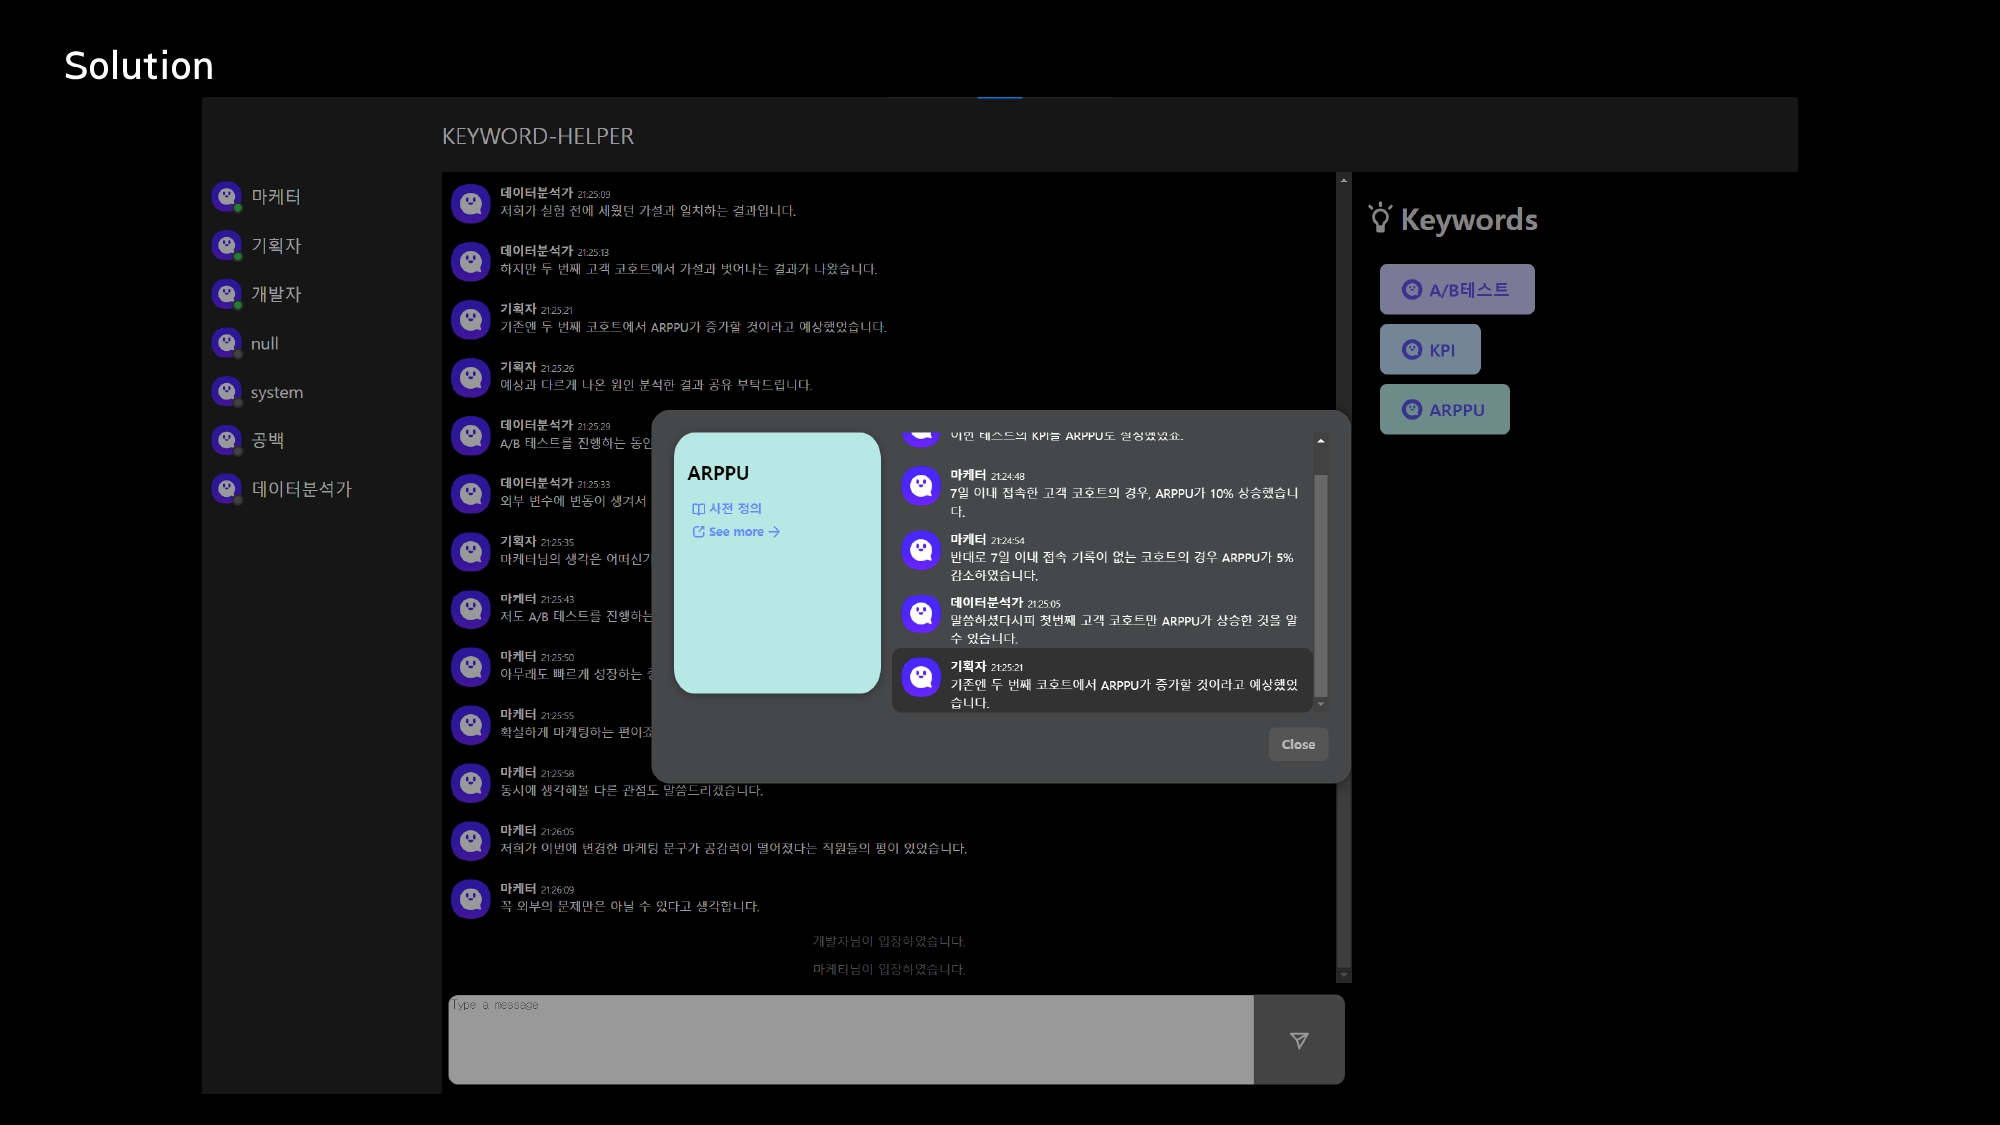 Solution
KEYWORD-HELPER
마케터
기획자
개발자
null
system
공백
데이터분석가
데이터분석가 21:25:09
저희가 실험 전에 세웠던 가설과 일치하는 결과입니다.
데이터분석가 21:25:13
하지만 두 번째 고객 코호트에서 가설과 벗어나는 결과가 나왔습니다.
기획자 21:25:21
기존엔 두 번째 코호트에서 ARPPU가 증가할 것이라고 예상했었습니다.
기획자 21:25:26
예상과 다르게 나온 원인 분석한 결과 공유 부탁드립니다.
데이터분석가 21:25:29
A/B 테스트를 진행하는 동안
데이터분석가 21:25:33
외부 변수에 변동이 생겨서
기획자 21:25:35
마케터님의 생각은 어떠신가
마케터 21:25:43
저도 A/B 테스트를 진행하는
마케터 21:25:50
아무래도 빠르게 성장하는
마케터 21:25:55
확실하게 마케팅하는 편이죠
마케터 21:25:58
동시에 생각해볼 다른 관점도 말씀드리겠습니다.
마케터 21:26:05
저희가 이번에 변경한 마케팅 문구가 공감력이 떨어졌다는 직원들의 평이 있었습니다.
마케터 21:26:09
꼭 외부의 문제만은 아닐 수 있다고 생각합니다.
개발자님이 입장하였습니다.
마케터님이 입장하였습니다.
Type a message
ARPPU
사전 정의
See more →
이번 테스트의 KPI를 ARPPU로 설정했었죠.
마케터 21:24:48
7일 이내 접속한 고객 코호트의 경우, ARPPU가 10% 상승했습니
다.
마케터 21:24:54
반대로 7일 이내 접속 기록이 없는 코호트의 경우 ARPPU가 5%
감소하였습니다.
데이터분석가 21:25:05
말씀하셨다시피 첫번째 고객 코호트만 ARPPU가 상승한 것을 알
수 있습니다.
기획자 21:25:21
기존엔 두 번째 코호트에서 ARPPU가 증가할 것이라고 예상했었
습니다.
Close
Keywords
A/B테스트
KPI
ARPPU